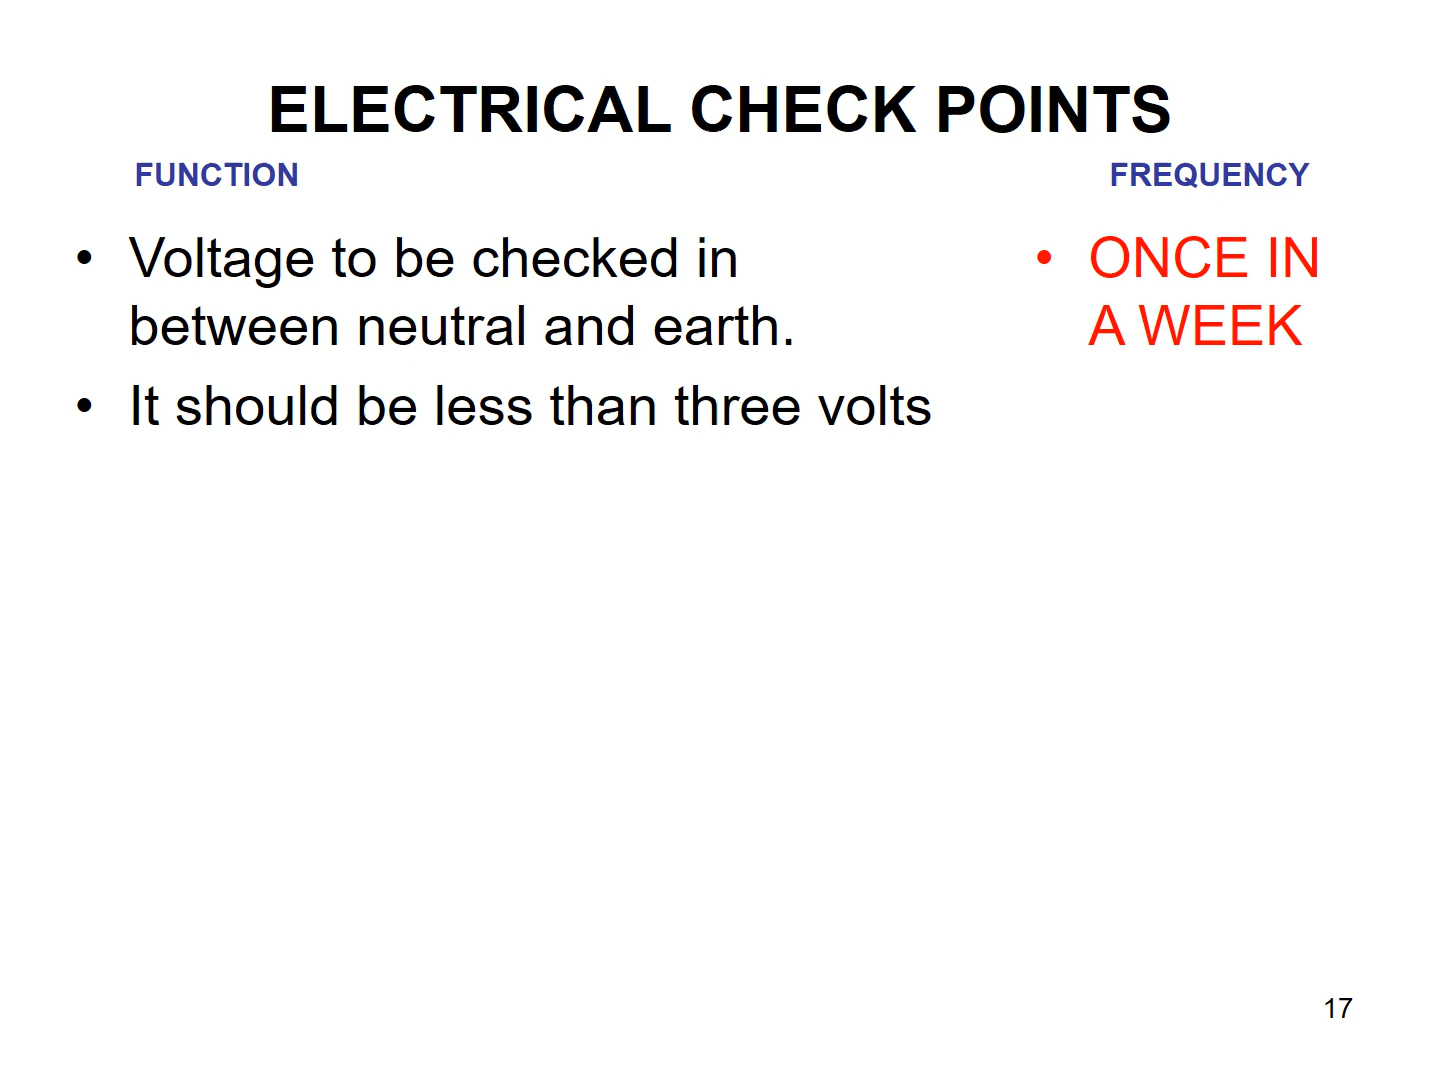 ELECTRICAL CHECK POINTS
FUNCTION
FREQUENCY
• Voltage to be checked in
between neutral and earth.
• It should be less than three volts
• ONCE IN
A WEEK
17